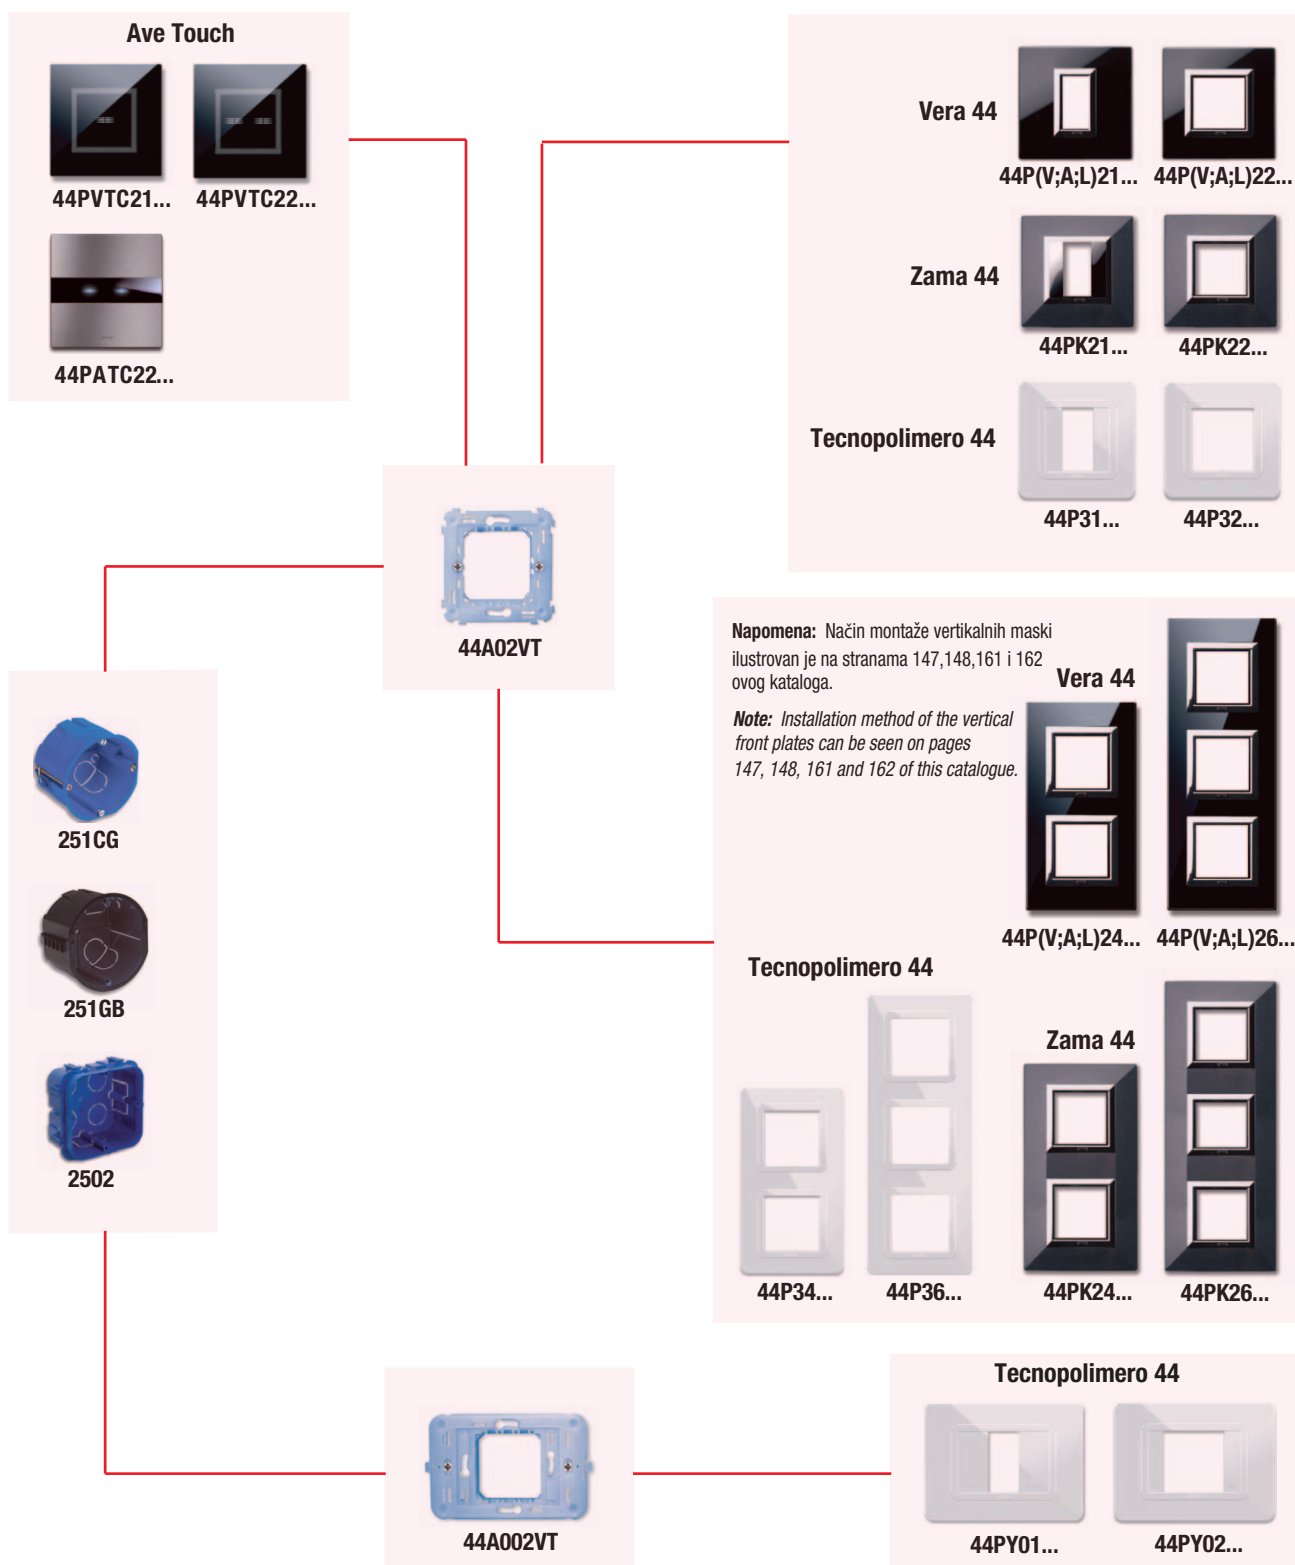 Ave Touch
44PVTC21... 44PVTC22...
44PATC22...
Vera 44
44P(V;A;L)21... 44P(V;A;L)22...
Zama 44
44PK21... 44PK22...
Tecnopolimero 44
44P31... 44P32...
44A02VT
251CG
251GB
2502
Napomena: Način montaže vertikalnih maski
ilustrovan je na stranama 147,148,161 i 162
ovog kataloga.
Note: Installation method of the vertical
front plates can be seen on pages
147, 148, 161 and 162 of this catalogue.
Vera 44
44P(V;A;L)24... 44P(V;A;L)26...
Tecnopolimero 44
Zama 44
44P34... 44P36... 44PK24... 44PK26...
44A002VT
Tecnopolimero 44
44PY01... 44PY02...